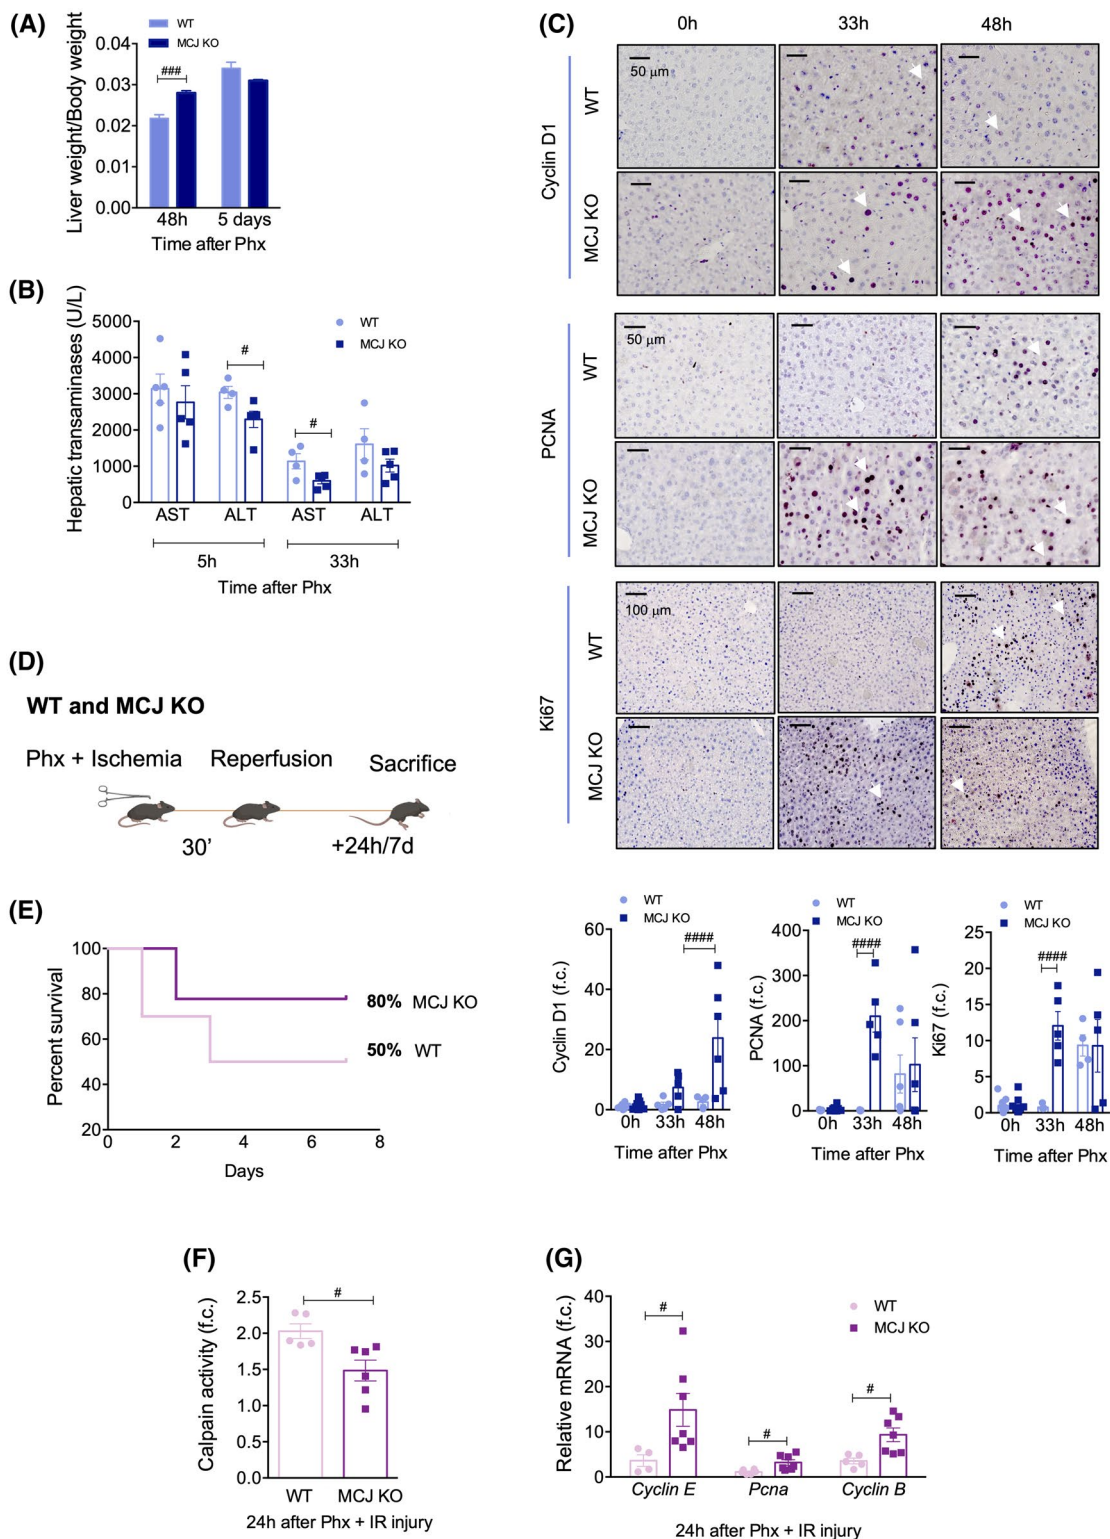 (A)
WT
MCJ KO
Liver weight/Body weight
0.04
0.03
0.02
0.01
0.00
###
48h
5 days
Time after Phx
(B)
Hepatic transaminases (U/L)
5000
4000
3000
2000
1000
0
WT
MCJ KO
#
#
AST
ALT
AST
ALT
5h
33h
Time after Phx
(C)
0h
33h
48h
Cyclin D1
WT
50 μm
MCJ KO
PCNA
WT
50 μm
MCJ KO
Ki67
WT
100 μm
MCJ KO
WT
MCJ KO
Cyclin D1 (f.c.)
60
40
20
0
####
0h
33h
48h
Time after Phx
WT
MCJ KO
PCNA (f.c.)
400
300
200
100
0
####
0h
33h
48h
Time after Phx
WT
MCJ KO
Ki67 (f.c.)
25
20
15
10
5
0
####
0h
33h
48h
Time after Phx
(D)
WT and MCJ KO
Phx + Ischemia
Reperfusion
Sacrifice
30'
+24h/7d
(E)
Percent survival
100
80
60
40
20
80% MCJ KO
50% WT
0
2
4
6
8
Days
(F)
Calpain activity (f.c.)
2.5
2.0
1.5
1.0
0.5
0.0
#
WT
MCJ KO
24h after Phx + IR injury
(G)
Relative mRNA (f.c.)
40
30
20
10
0
WT
MCJ KO
#
#
#
Cyclin E
Pcna
Cyclin B
24h after Phx + IR injury